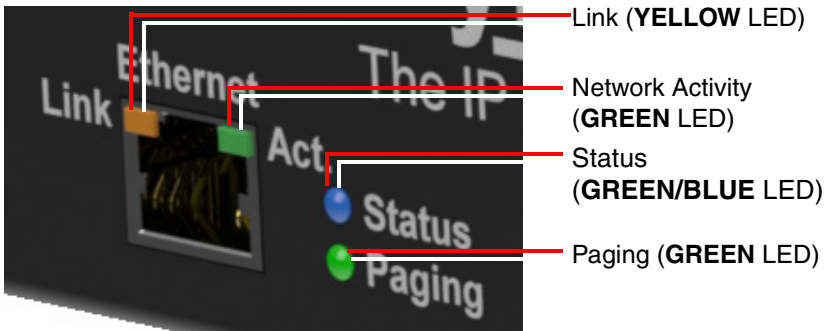 Link (YELLOW LED)
Network Activity
(GREEN LED)
Status
(GREEN/BLUE LED)
Paging (GREEN LED)
Ethernet
Link
Act.
The IP
Status
Paging